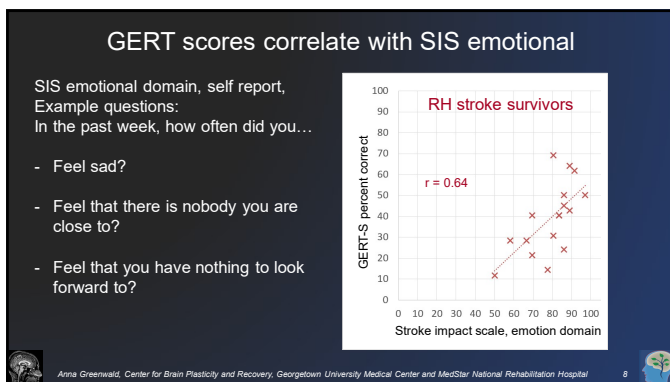 GERT scores correlate with SIS emotional
SIS emotional domain, self report,
Example questions:
In the past week, how often did you…
- Feel sad?
- Feel that there is nobody you are
close to?
- Feel that you have nothing to look
forward to?
RH stroke survivors
r = 0.64
GERT-S percent correct
100
90
80
70
60
50
40
30
20
10
0
0 10 20 30 40 50 60 70 80 90 100
Stroke impact scale, emotion domain
Anna Greenwald, Center for Brain Plasticity and Recovery, Georgetown University Medical Center and MedStar National Rehabilitation Hospital 8